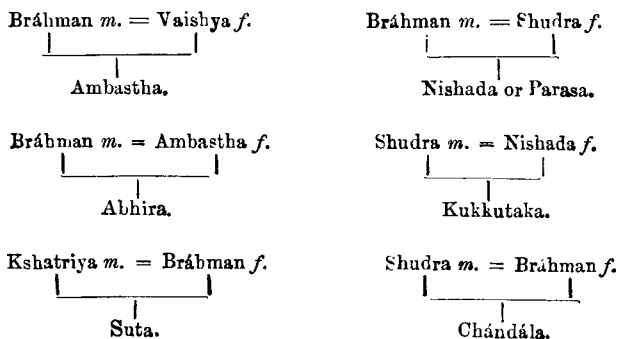 Bráhman m. = Vaishya f.
Ambastha.
Bráhman m. = Shudra f.
Nishada or Parasa.
Bráhman m. = Ambastha f.
Abhira.
Shudra m. = Nishada f.
Kukkutaka.
Kshatriya m. = Bráhman f.
Suta.
Shudra m. = Bráhman f.
Chándála.